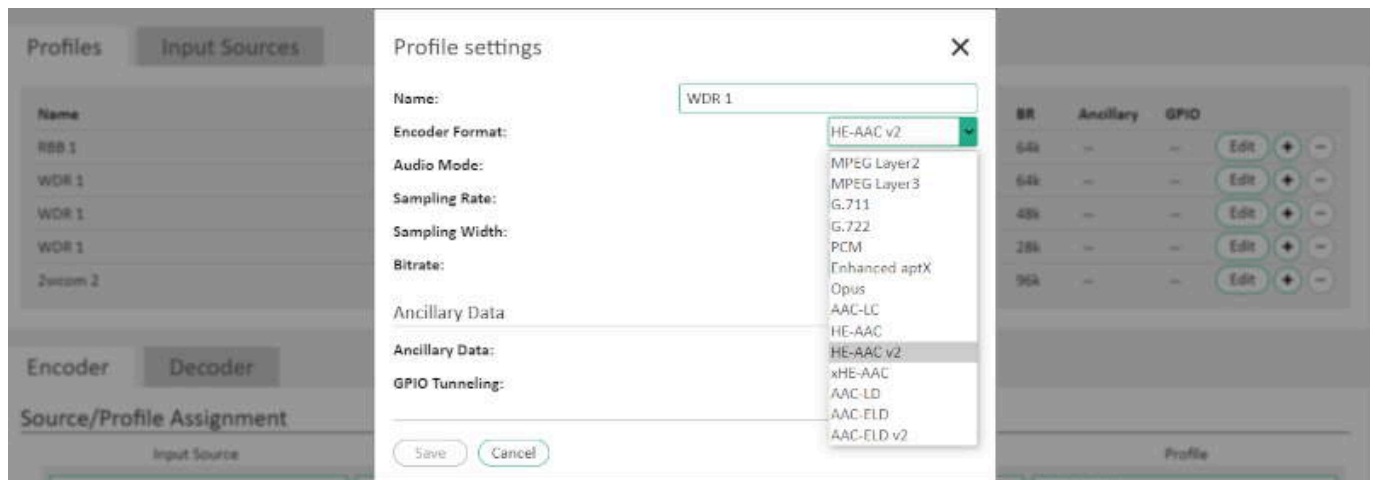 Profiles Input Sources
Profile settings
Name: WDR 1
Encoder Format: HE-AAC v2
Audio Mode:
Sampling Rate:
Sampling Width:
Bitrate:
MPEG Layer2
MPEG Layer3
G.711
G.722
PCM
Enhanced aptX
Opus
AAC-LC
HE-AAC
HE-AAC v2
xHE-AAC
AAC-LD
AAC-ELD
AAC-ELD v2
Ancillary Data
Ancillary Data:
GPIO Tunneling:
Save Cancel
Name BR Ancillary GPIO
RBB 1 64k -- -- Edit + −
WDR 1 64k -- -- Edit + −
WDR 1 48k -- -- Edit + −
WDR 1 28k -- -- Edit + −
2wcom 2 96k -- -- Edit + −
Encoder Decoder
Source/Profile Assignment
Input Source Profile